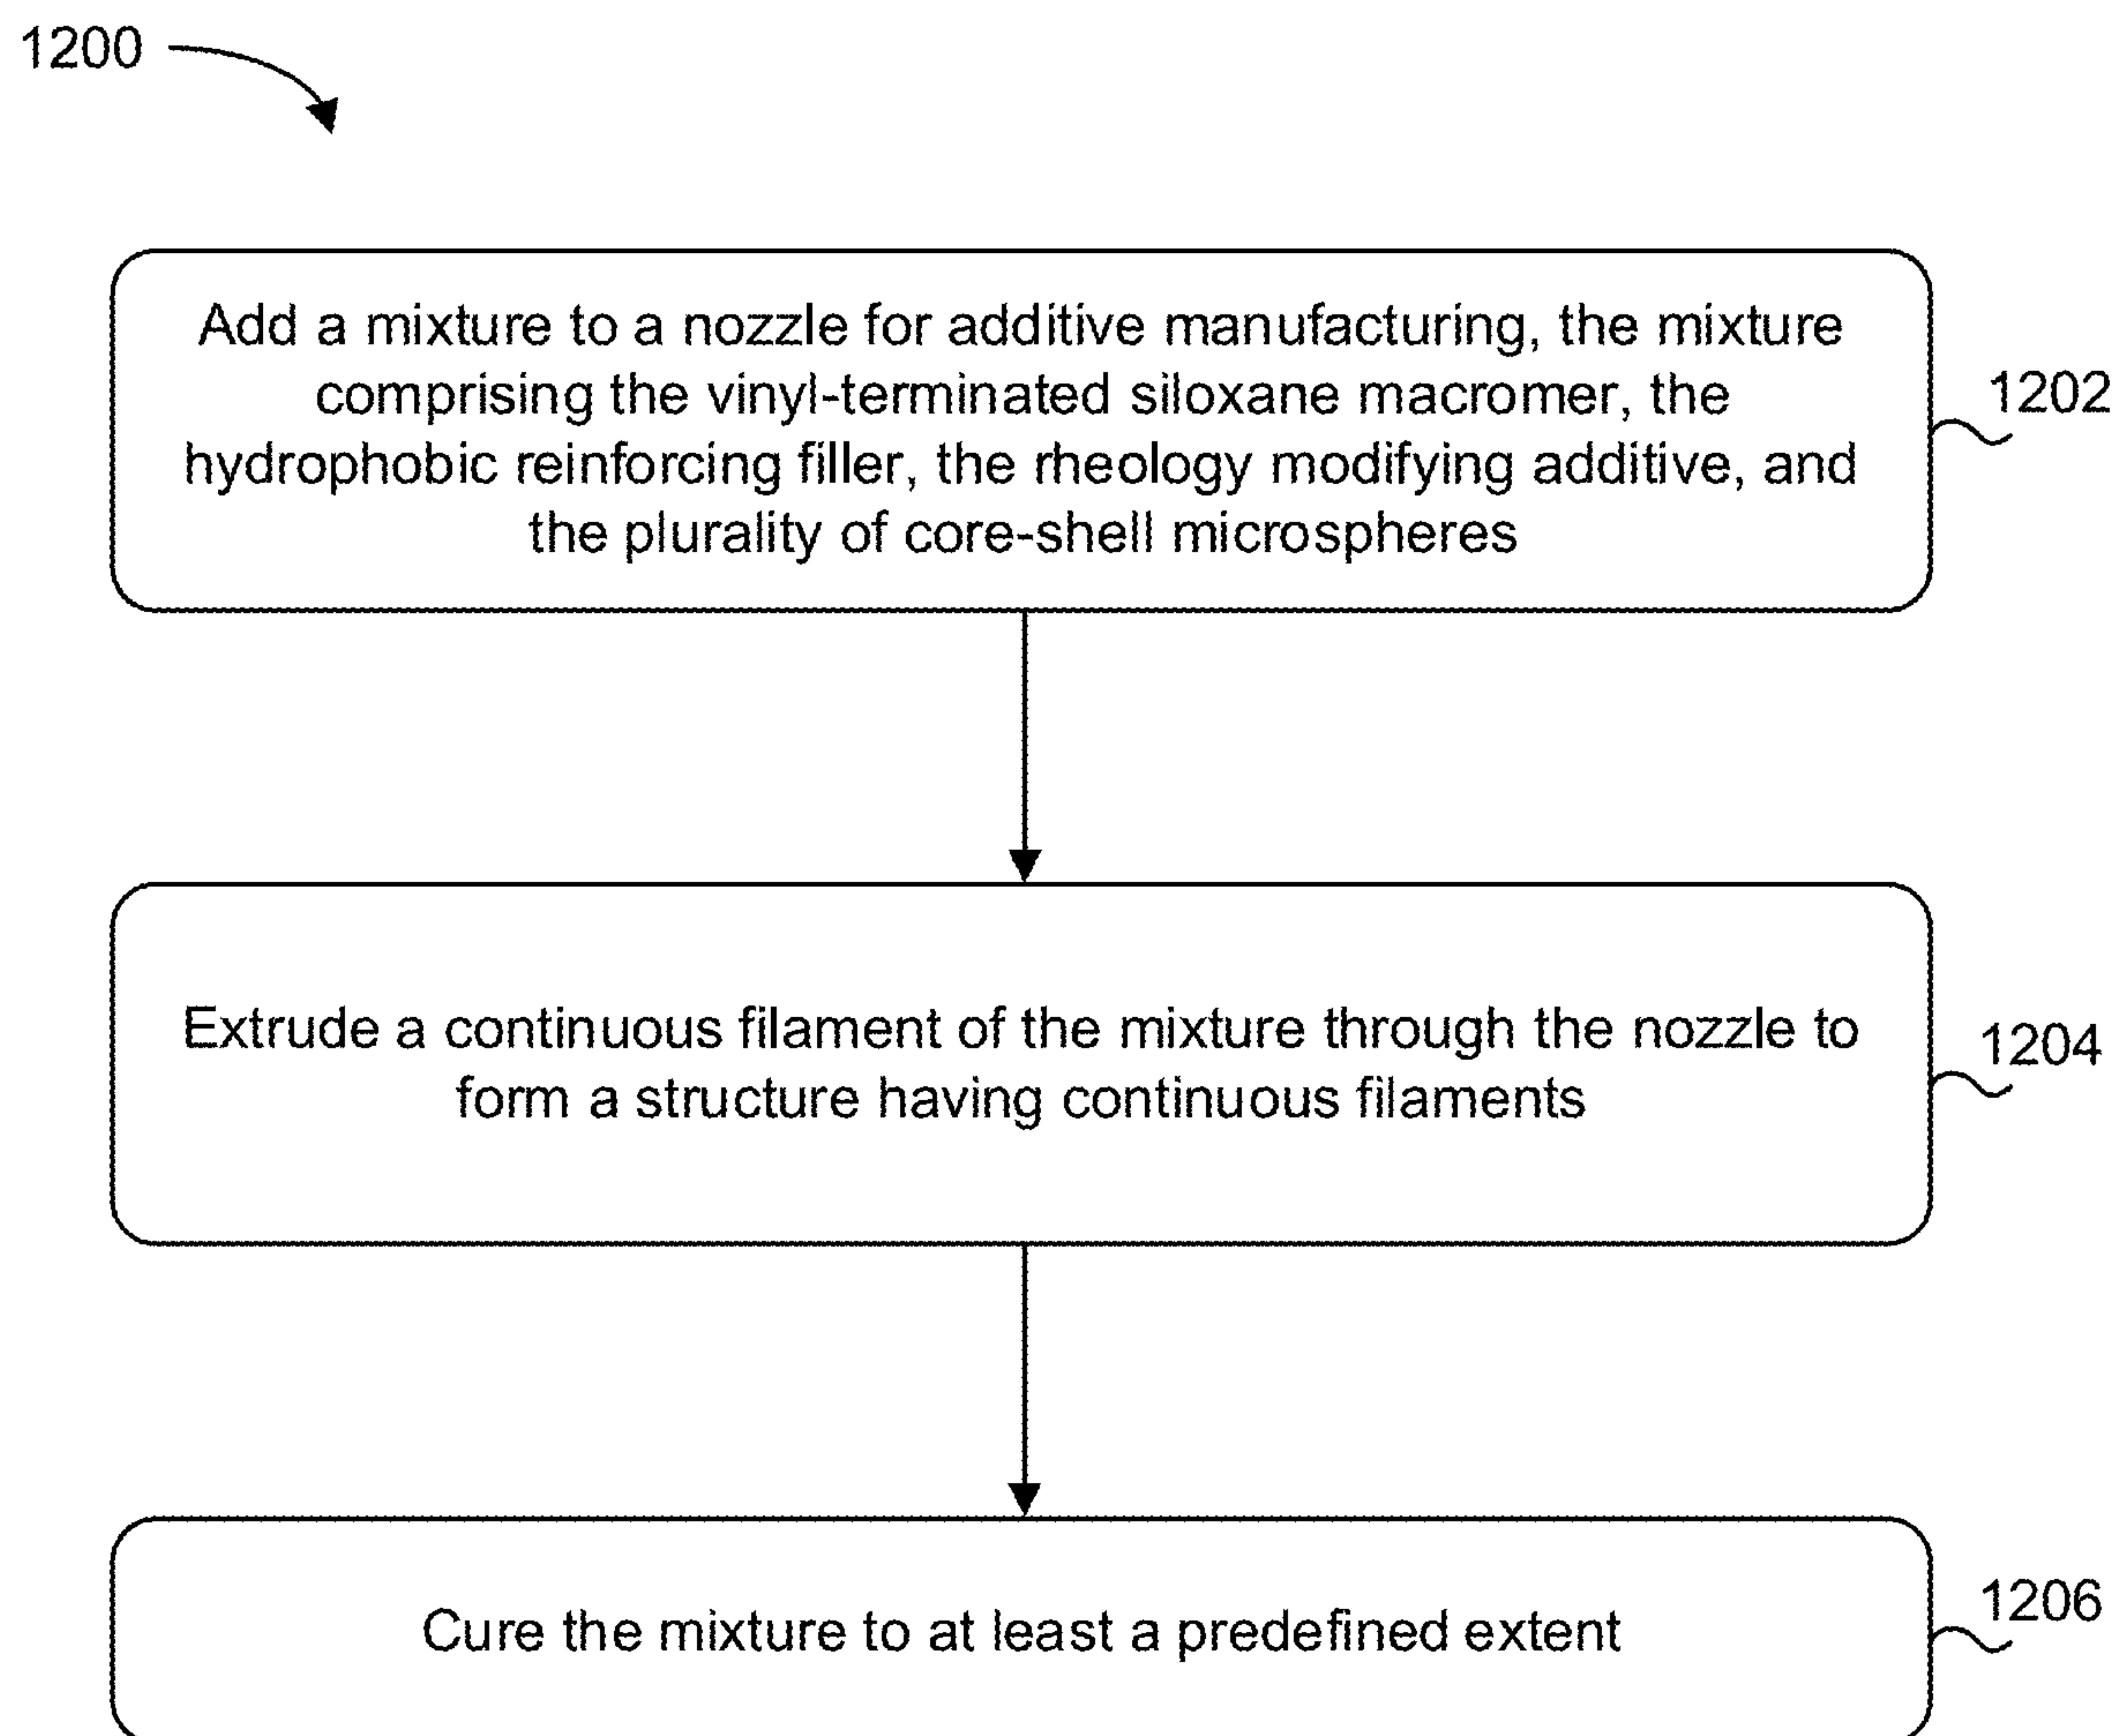 1200
Add a mixture to a nozzle for additive manufacturing, the mixture
comprising the vinyl-terminated siloxane macromer, the
hydrophobic reinforcing filler, the rheology modifying additive, and
the plurality of core-shell microspheres
1202
Extrude a continuous filament of the mixture through the nozzle to
form a structure having continuous filaments
1204
Cure the mixture to at least a predefined extent
1206